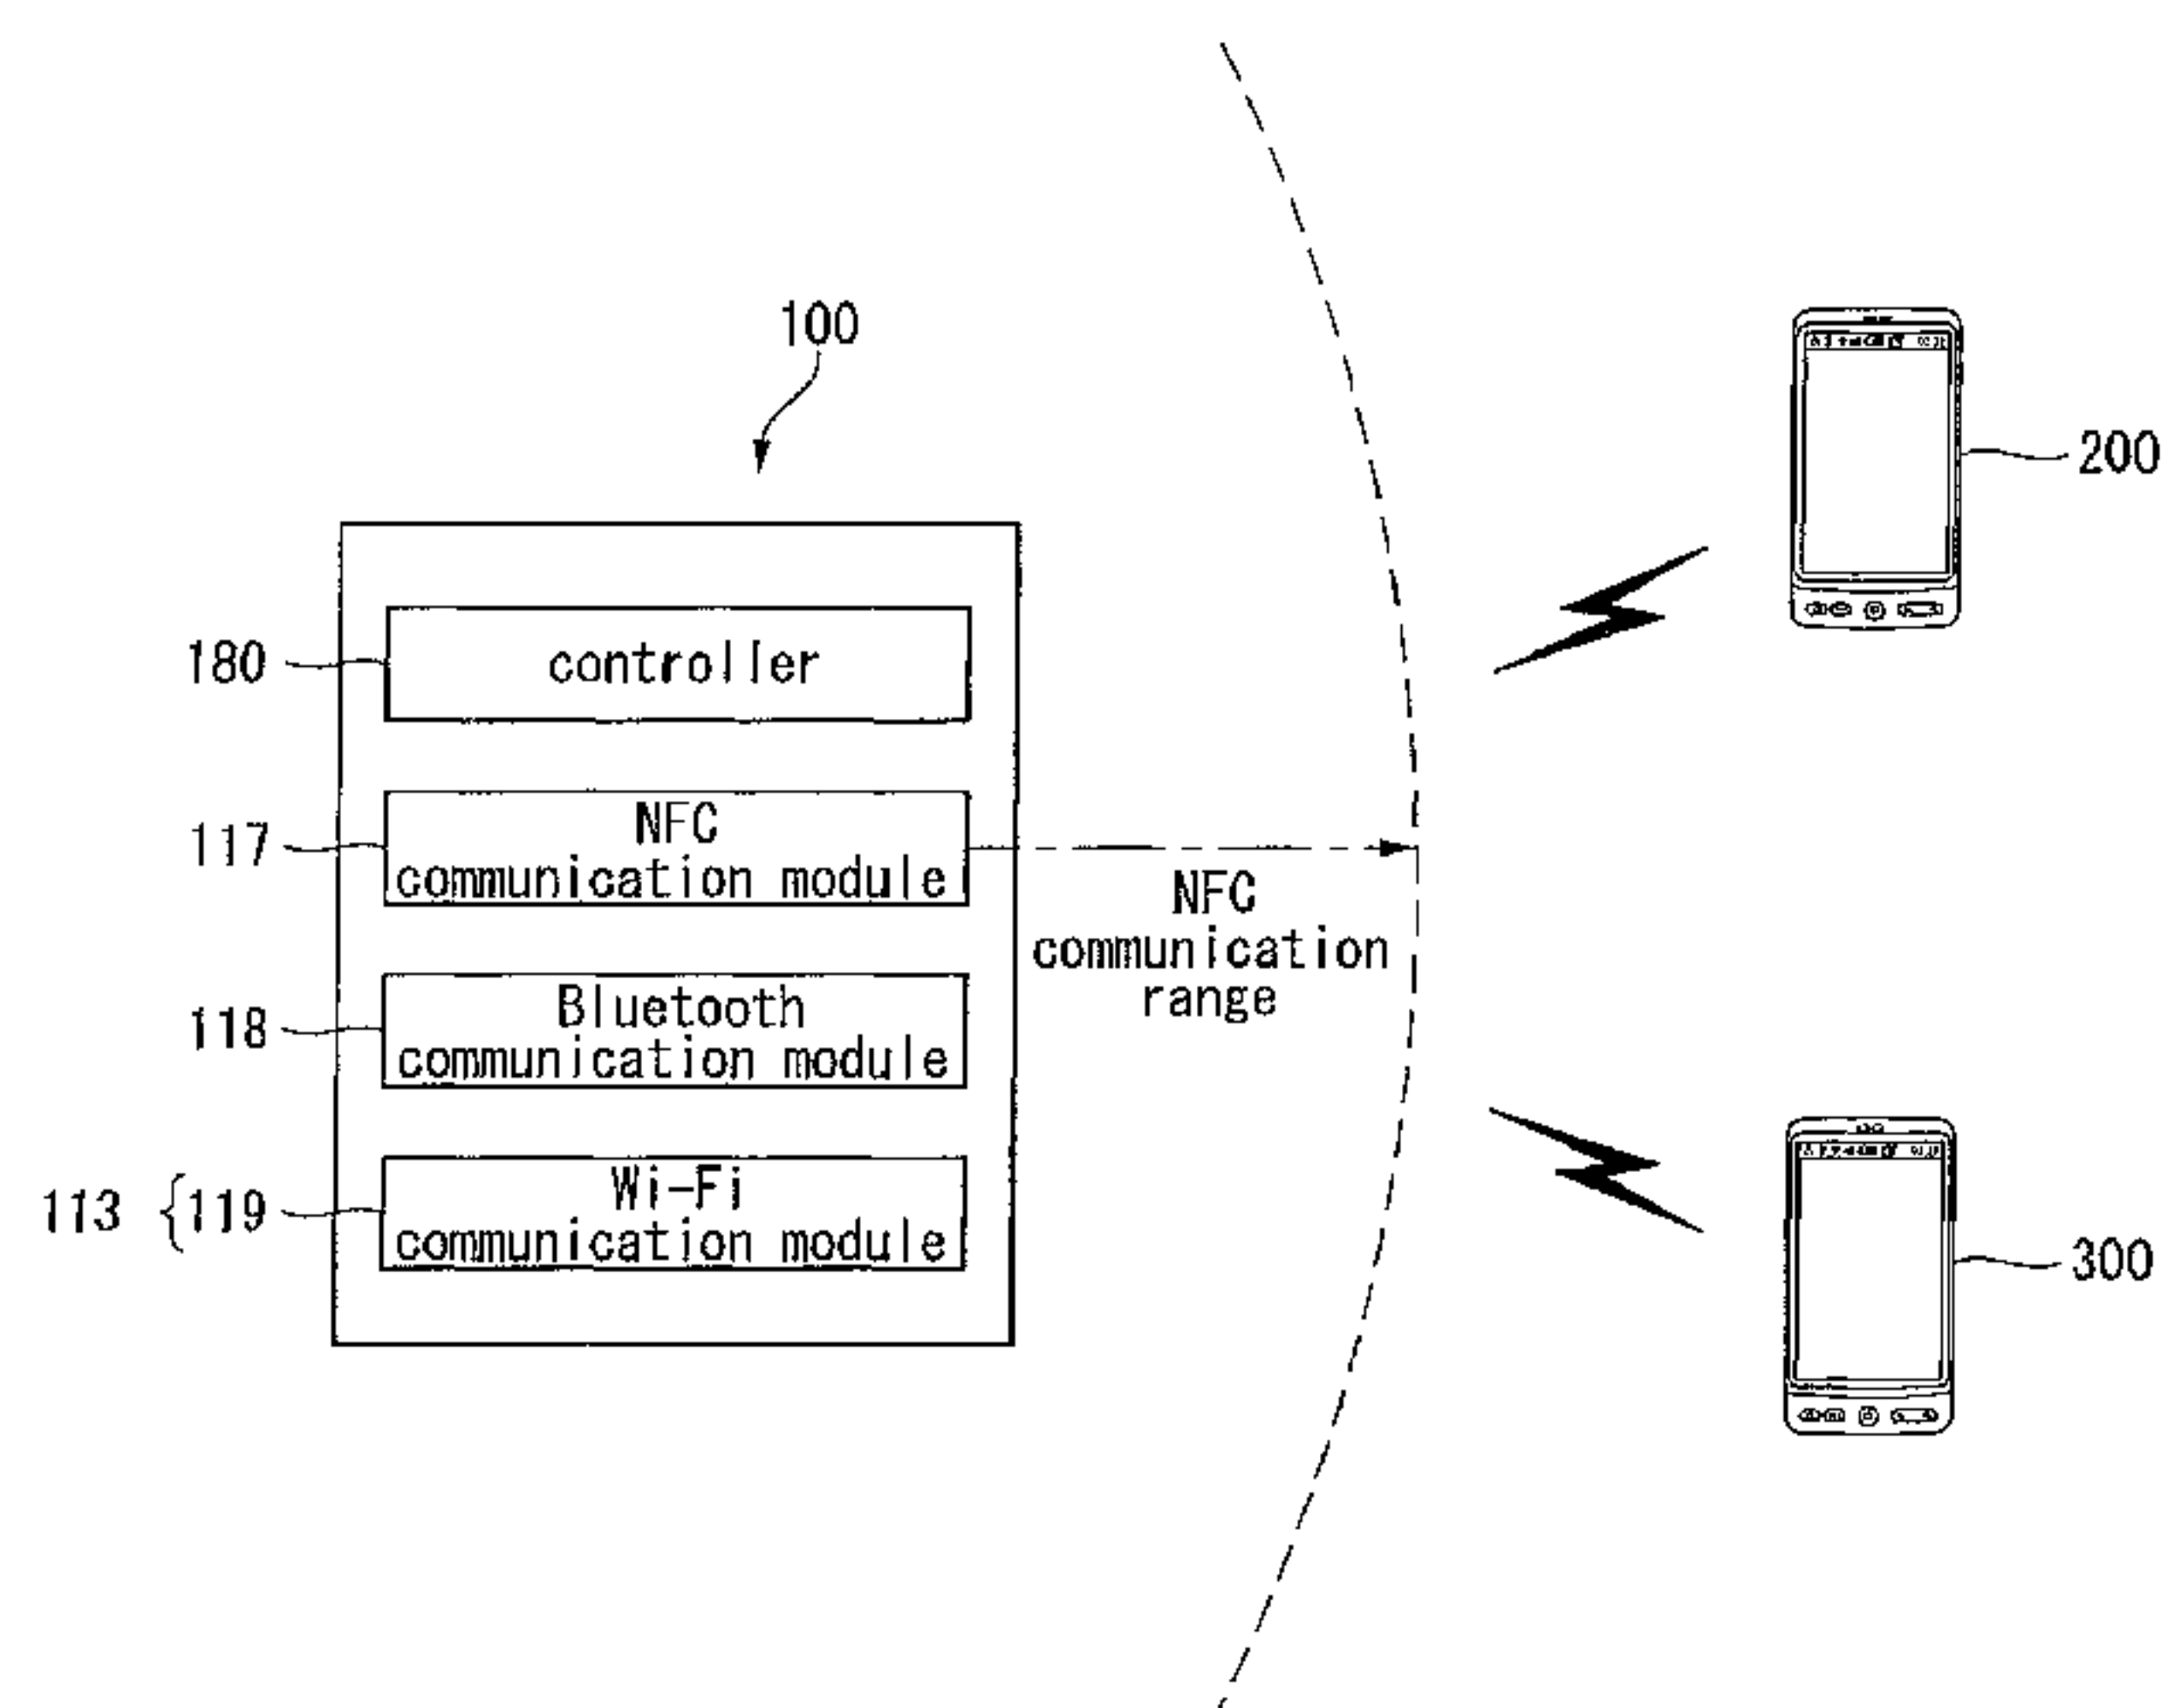 100
200
180
controller
117
NFC
communication module
NFC
communication
range
118
Bluetooth
communication module
113 {119
Wi-Fi
communication module
300